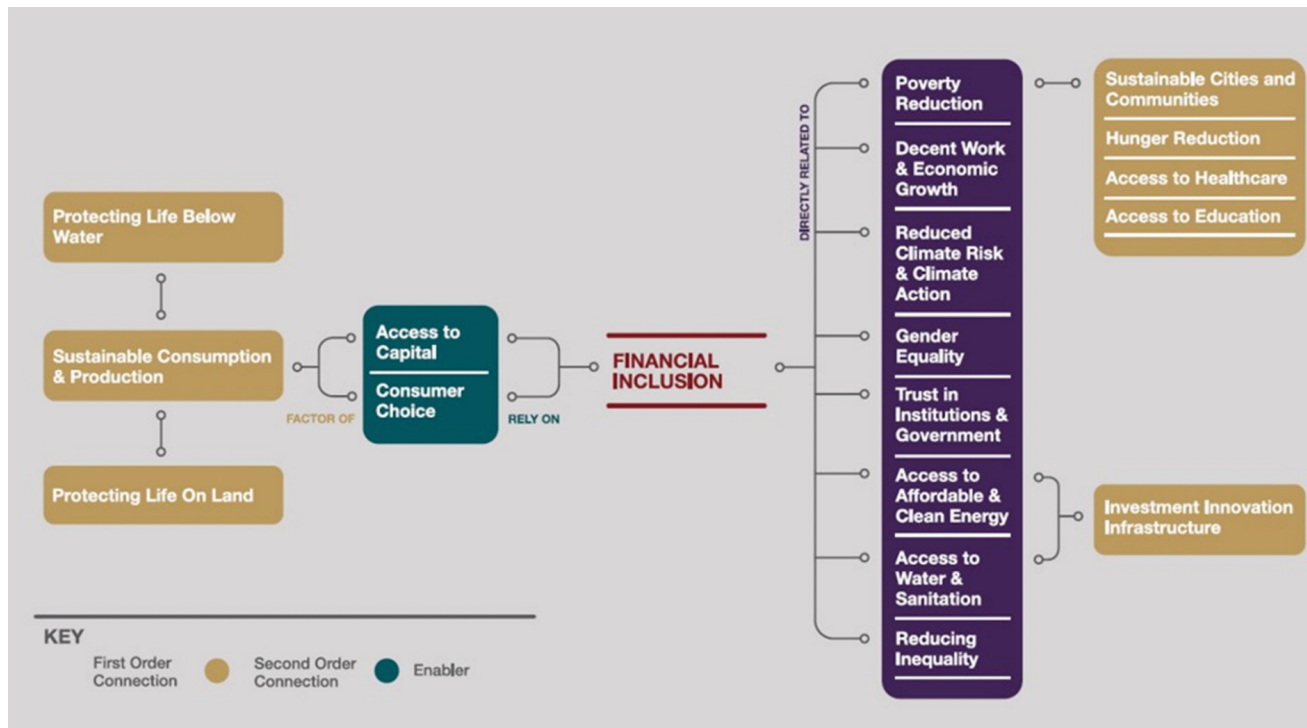 Protecting Life Below
Water
Sustainable Consumption
& Production
Protecting Life On Land
FACTOR OF
Access to
Capital
Consumer
Choice
RELY ON
FINANCIAL
INCLUSION
DIRECTLY RELATED TO
Poverty
Reduction
Decent Work
& Economic
Growth
Reduced
Climate Risk
& Climate
Action
Gender
Equality
Trust in
Institutions &
Government
Access to
Affordable &
Clean Energy
Access to
Water &
Sanitation
Reducing
Inequality
Sustainable Cities and
Communities
Hunger Reduction
Access to Healthcare
Access to Education
Investment Innovation
Infrastructure
KEY
First Order
Connection
Second Order
Connection
Enabler